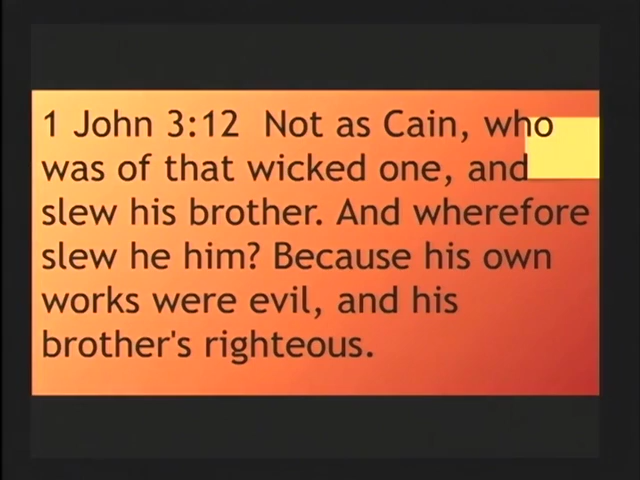 1 John 3:12  Not as Cain, who
was of that wicked one, and
slew his brother. And wherefore
slew he him? Because his own
works were evil, and his
brother's righteous.